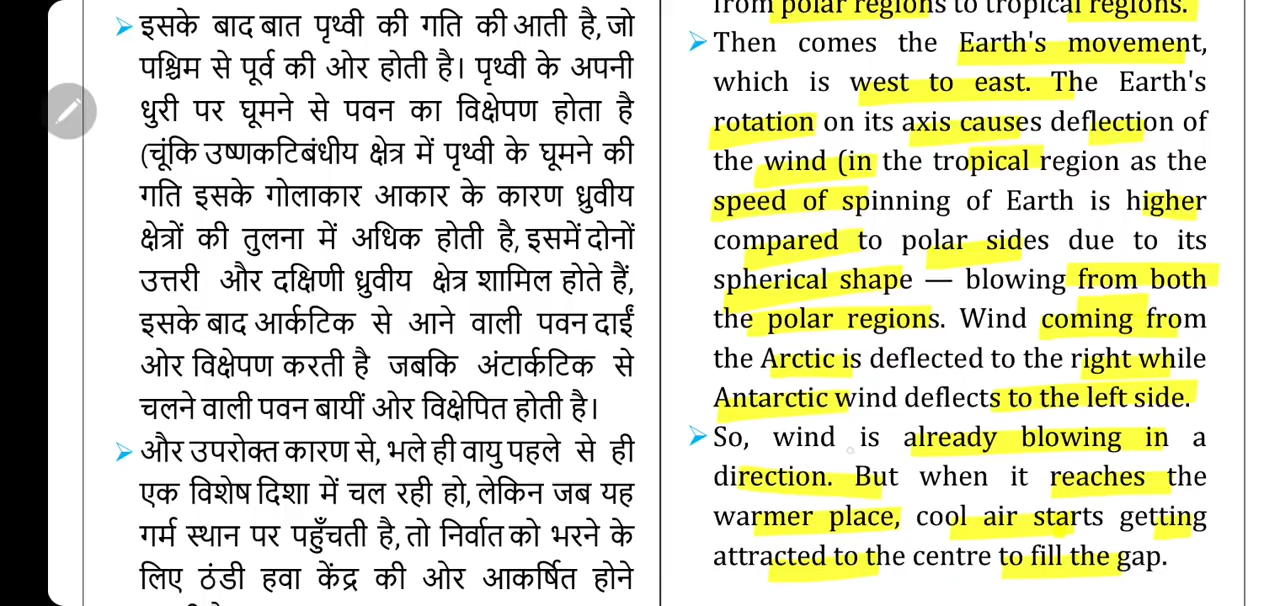 इसके बाद बात पृथ्वी की गति की आती है, जो
पश्चिम से पूर्व की ओर होती है। पृथ्वी के अपनी
धुरी पर घूमने से पवन का विक्षेपण होता है
(चूंकि उष्णकटिबंधीय क्षेत्र में पृथ्वी के घूमने की
गति इसके गोलाकार आकार के कारण ध्रुवीय
क्षेत्रों की तुलना में अधिक होती है, इसमें दोनों
उत्तरी और दक्षिणी ध्रुवीय क्षेत्र शामिल होते हैं,
इसके बाद आर्कटिक से आने वाली पवन दाईं
ओर विक्षेपण करती है जबकि अंटार्कटिक से
चलने वाली पवन बायीं ओर विक्षेपित होती है।
और उपरोक्त कारण से, भले ही वायु पहले से ही
एक विशेष दिशा में चल रही हो, लेकिन जब यह
गर्म स्थान पर पहुँचती है, तो निर्वात को भरने के
लिए ठंडी हवा केंद्र की ओर आकर्षित होने
from polar regions to tropical regions.
Then comes the Earth's movement,
which is west to east. The Earth's
rotation on its axis causes deflection of
the wind (in the tropical region as the
speed of spinning of Earth is higher
compared to polar sides due to its
spherical shape — blowing from both
the polar regions. Wind coming from
the Arctic is deflected to the right while
Antarctic wind deflects to the left side.
So, wind is already blowing in a
direction. But when it reaches the
warmer place, cool air starts getting
attracted to the centre to fill the gap.